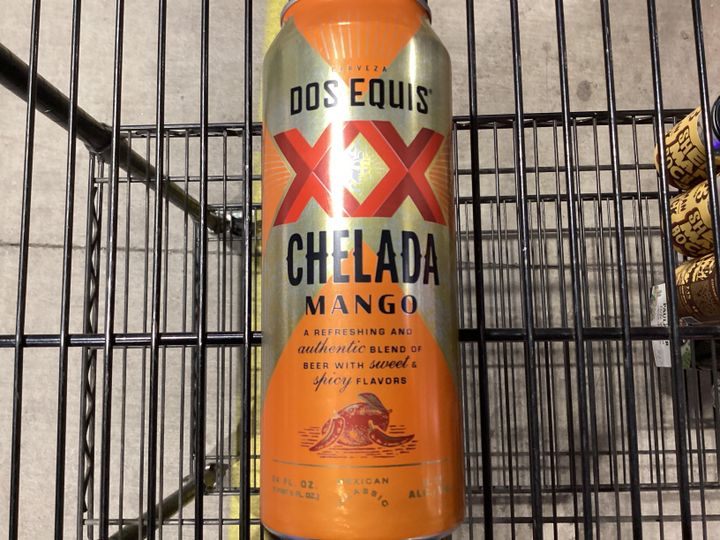 CERVEZA
DOS EQUIS
XX
CHELADA
MANGO
A REFRESHING AND
authentic BLEND OF
BEER WITH sweet &
spicy FLAVORS
24 FL. OZ.
MEXICAN
CLASSIC